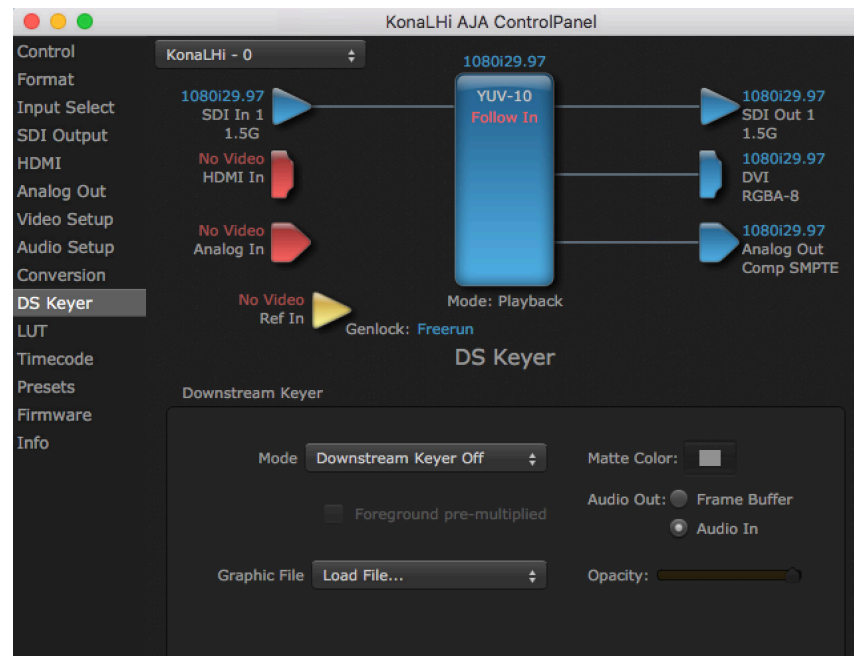 KonaLHi AJA ControlPanel
Control
Format
Input Select
SDI Output
HDMI
Analog Out
Video Setup
Audio Setup
Conversion
DS Keyer
LUT
Timecode
Presets
Firmware
Info
KonaLHi - 0
1080i29.97
SDI In 1
1.5G
No Video
HDMI In
No Video
Analog In
No Video
Ref In
1080i29.97
YUV-10
Follow In
Mode: Playback
Genlock: Freerun
1080i29.97
SDI Out 1
1.5G
1080i29.97
DVI
RGBA-8
1080i29.97
Analog Out
Comp SMPTE
DS Keyer
Downstream Keyer
Mode Downstream Keyer Off
Foreground pre-multiplied
Graphic File Load File...
Matte Color:
Audio Out: Frame Buffer
Audio In
Opacity: